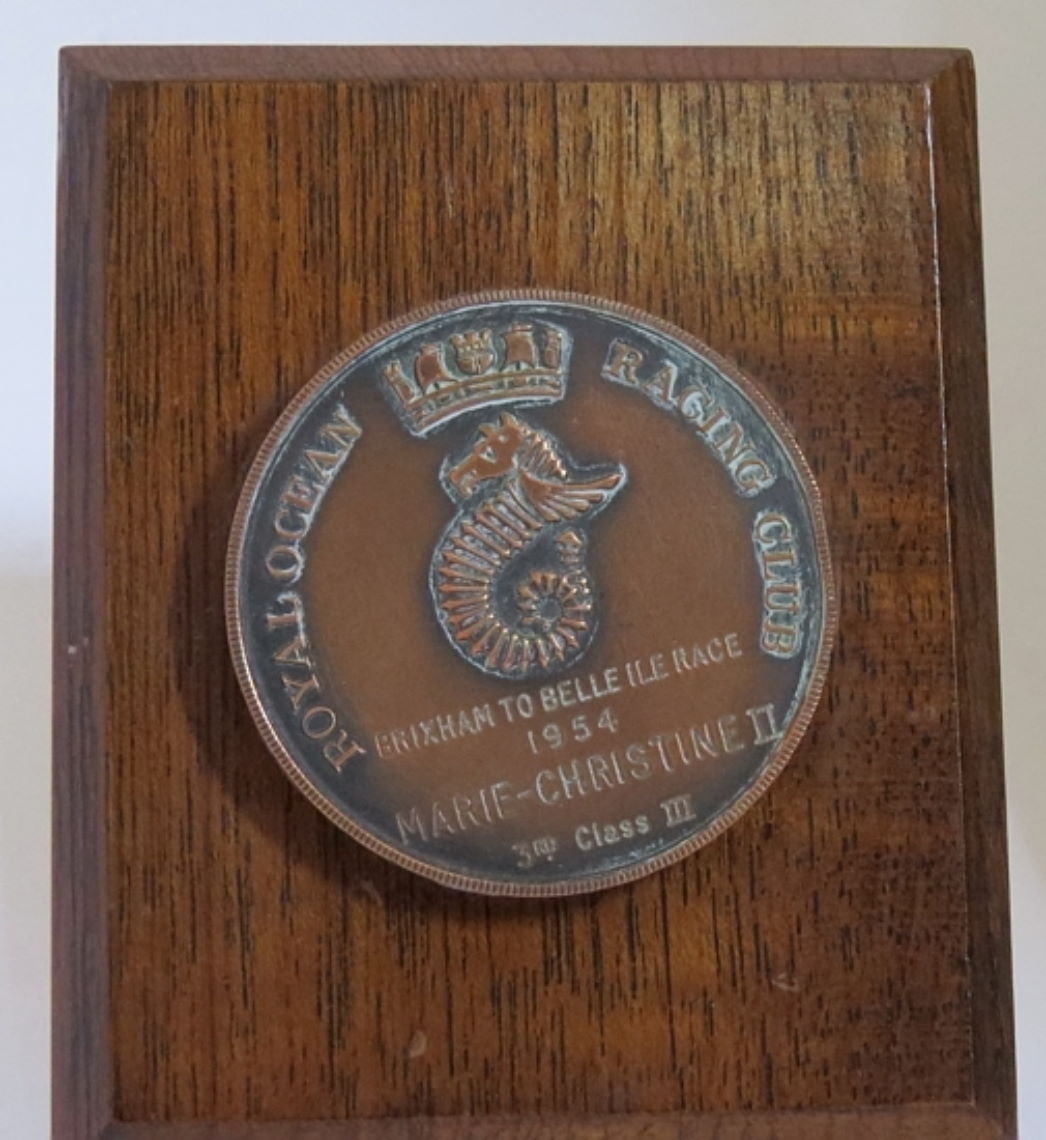 ROYAL OCEAN RACING CLUB
BRIXHAM TO BELLE ILE RACE
1954
MARIE-CHRISTINE II
3RD Class III